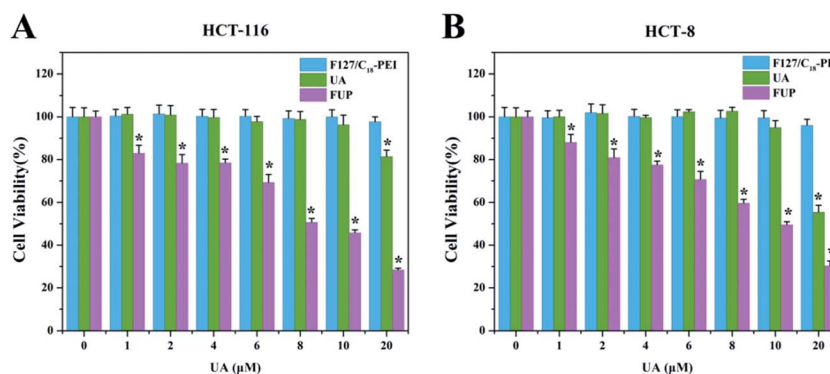 A
HCT-116
F127/C18-PEI
UA
FUP
Cell Viability(%)
120
100
80
60
40
20
0
*
*
*
*
*
*
*
*
0 1 2 4 6 8 10 20
UA (μM)
B
HCT-8
F127/C18-PE
UA
FUP
Cell Viability(%)
120
100
80
60
40
20
0
*
*
*
*
*
*
*
*
0 1 2 4 6 8 10 20
UA (μM)